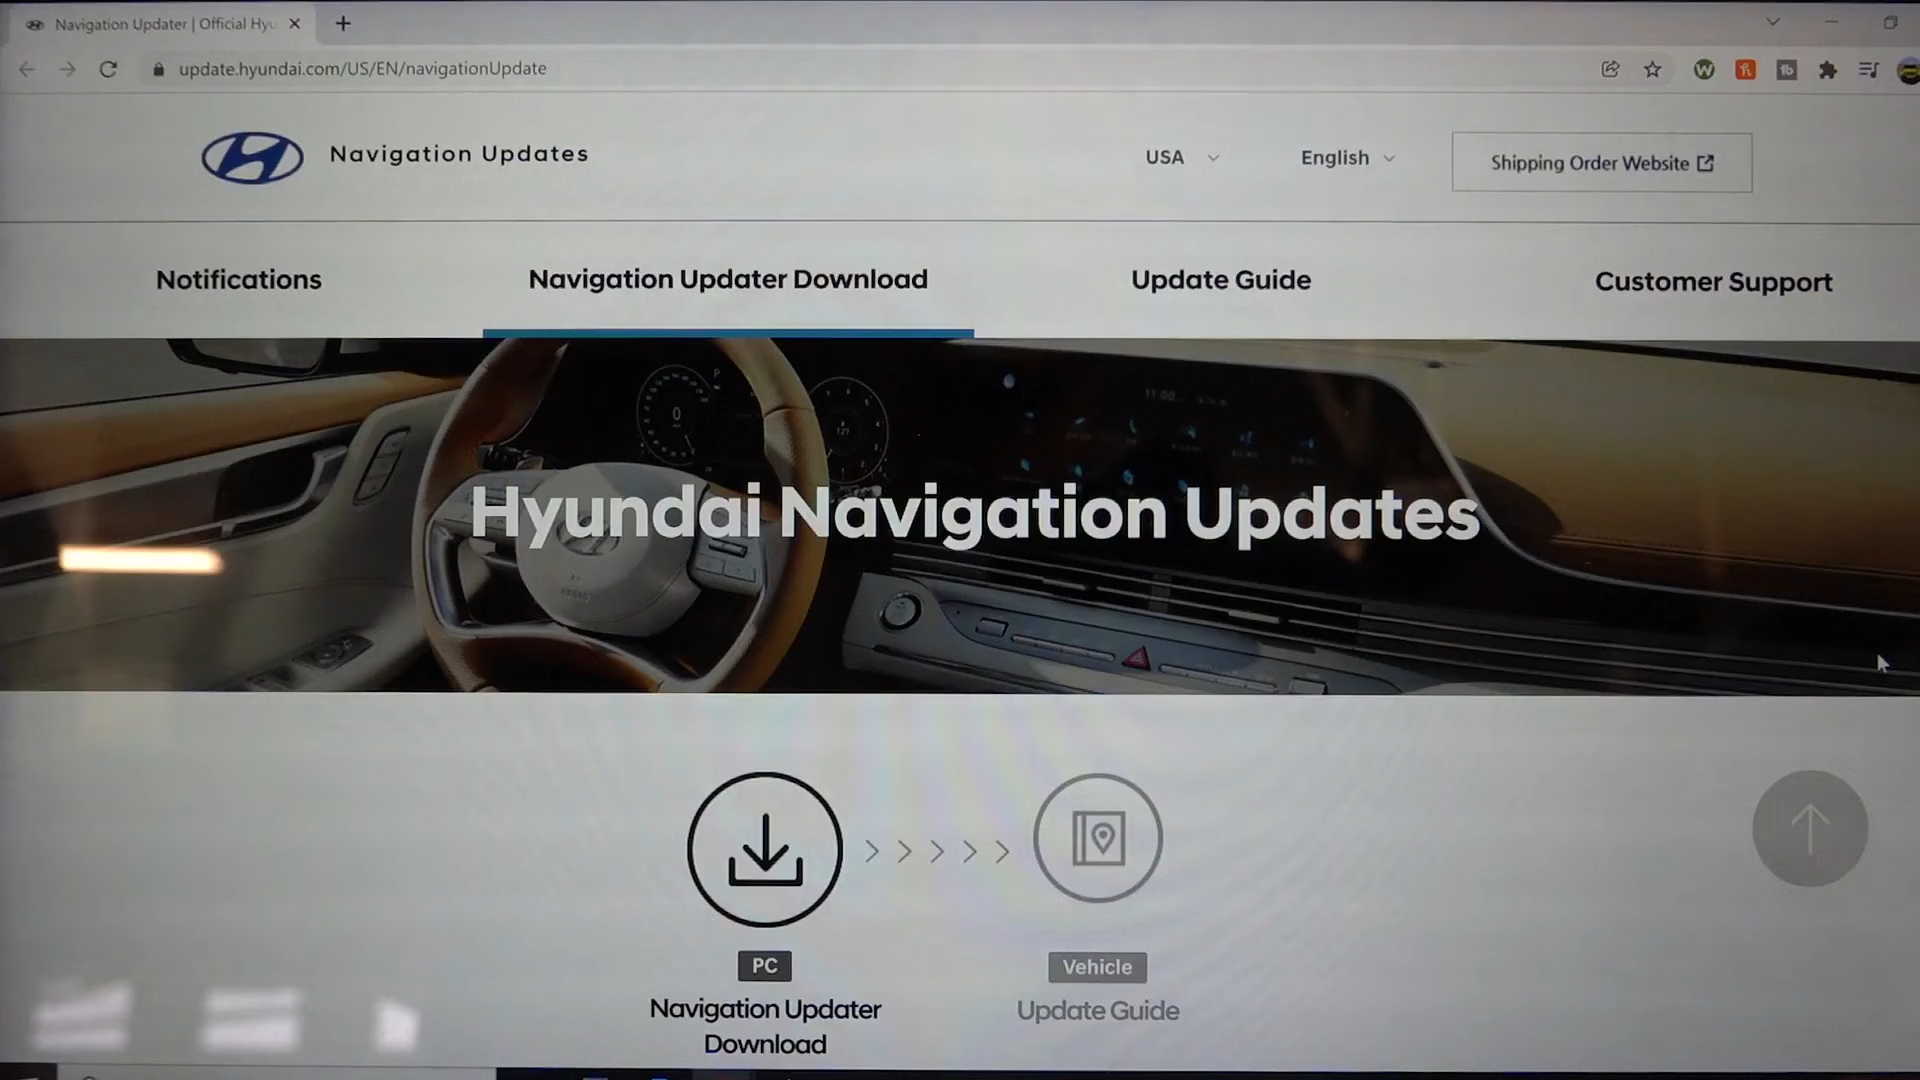 Navigation Updater | Official Hyu
update.hyundai.com/US/EN/navigationUpdate
Navigation Updates
USA
English
Shipping Order Website
Notifications
Navigation Updater Download
Update Guide
Customer Support
Hyundai Navigation Updates
PC
Navigation Updater
Download
Vehicle
Update Guide